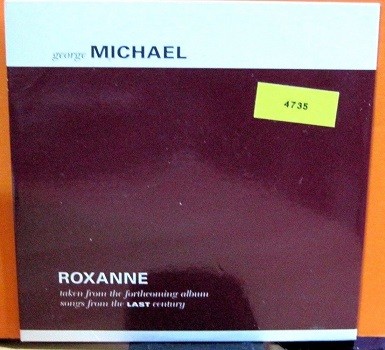 george MICHAEL
4735
ROXANNE
taken from the forthcoming album
songs from the LAST century